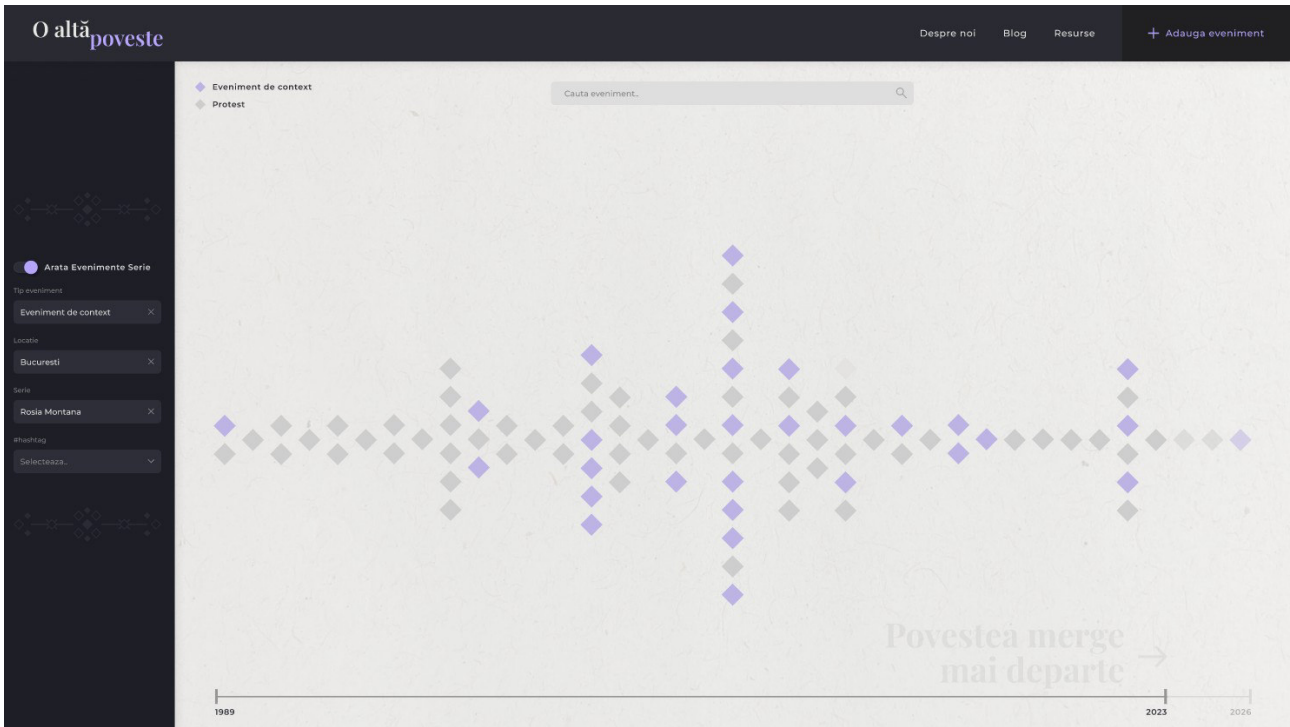 O altă poveste
Despre noi
Blog
Resurse
+ Adauga eveniment
Eveniment de context
Protest
Cauta eveniment..
Arata Evenimente Serie
Tip eveniment
Eveniment de context
Locatie
Bucuresti
Serie
Rosia Montana
#hashtag
Selecteaza..
Povestea merge
mai departe
1989
2023
2026